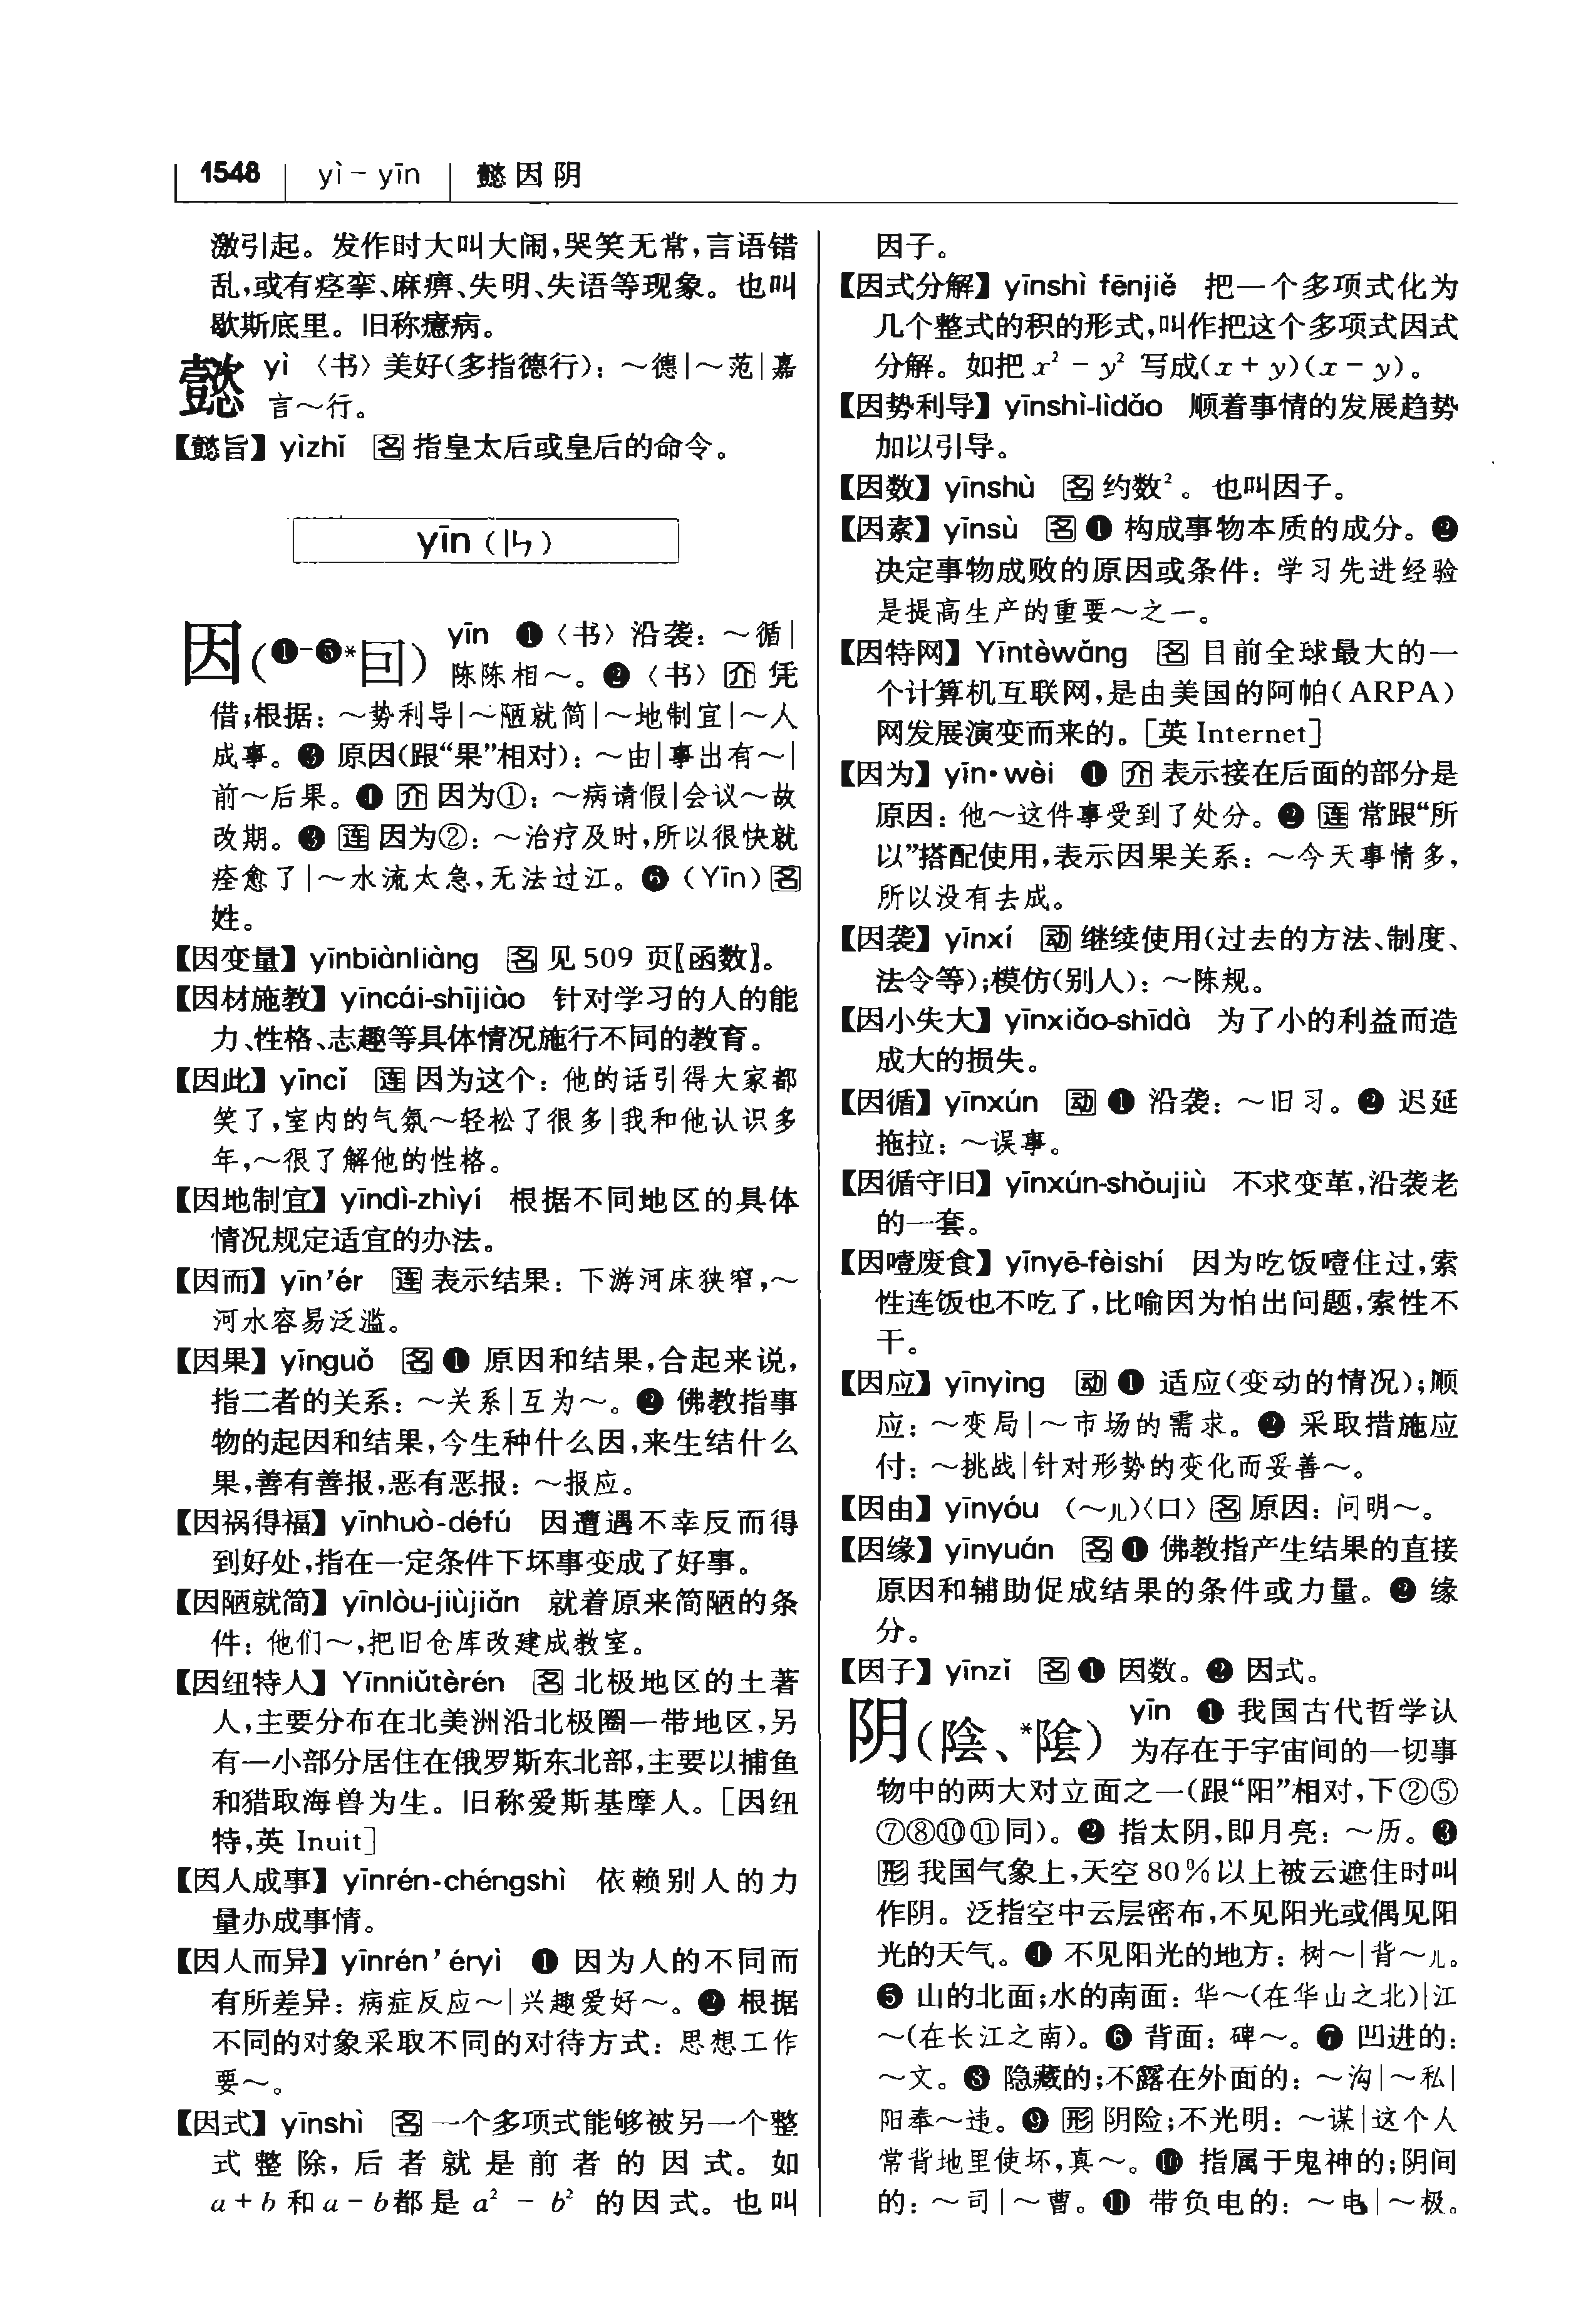 1548 yì－yīn 懿因阴
激引起。发作时大叫大闹,哭笑无常,言语错
乱,或有痉挛、麻痹、失明、失语等现象。也叫
歇斯底里。旧称癔病。
懿 yì 〈书〉美好(多指德行):～德|～范|嘉
言～行。
【懿旨】yìzhǐ 名 指皇太后或皇后的命令。
yīn (ㄧㄣ)
因(❶-❺*囙) yīn ❶〈书〉沿袭:～循|
陈陈相～。❷〈书〉介 凭
借;根据:～势利导|～陋就简|～地制宜|～人
成事。❸ 原因(跟“果”相对):～由|事出有～|
前～后果。❹ 介 因为①:～病请假|会议～故
改期。❺ 连 因为②:～治疗及时,所以很快就
痊愈了|～水流太急,无法过江。❻ (Yīn) 名
姓。
【因变量】yīnbiànliàng 名 见 509 页〖函数〗。
【因材施教】yīncái-shījiào 针对学习的人的能
力、性格、志趣等具体情况施行不同的教育。
【因此】yīncǐ 连 因为这个:他的话引得大家都
笑了,室内的气氛～轻松了很多|我和他认识多
年,～很了解他的性格。
【因地制宜】yīndì-zhìyí 根据不同地区的具体
情况规定适宜的办法。
【因而】yīn’ér 连 表示结果:下游河床狭窄,～
河水容易泛滥。
【因果】yīnguǒ 名 ❶ 原因和结果,合起来说,
指二者的关系:～关系|互为～。❷ 佛教指事
物的起因和结果,今生种什么因,来生结什么
果,善有善报,恶有恶报:～报应。
【因祸得福】yīnhuò-défú 因遭遇不幸反而得
到好处,指在一定条件下坏事变成了好事。
【因陋就简】yīnlòu-jiùjiǎn 就着原来简陋的条
件:他们～,把旧仓库改建成教室。
【因纽特人】Yīnniǔtèrén 名 北极地区的土著
人,主要分布在北美洲沿北极圈一带地区,另
有一小部分居住在俄罗斯东北部,主要以捕鱼
和猎取海兽为生。旧称爱斯基摩人。[因纽
特,英 Inuit]
【因人成事】yīnrén-chéngshì 依赖别人的力
量办成事情。
【因人而异】yīnrén’éryì ❶ 因为人的不同而
有所差异:病症反应～|兴趣爱好～。❷ 根据
不同的对象采取不同的对待方式:思想工作
要～。
【因式】yīnshì 名 一个多项式能够被另一个整
式整除,后者就是前者的因式。如
a+b 和 a－b都是 a²－b² 的因式。也叫
因子。
【因式分解】yīnshì fēnjiě 把一个多项式化为
几个整式的积的形式,叫作把这个多项式因式
分解。如把 x²－y² 写成(x+y)(x－y)。
【因势利导】yīnshì-lìdǎo 顺着事情的发展趋势
加以引导。
【因数】yīnshù 名 约数²。也叫因子。
【因素】yīnsù 名 ❶ 构成事物本质的成分。❷
决定事物成败的原因或条件:学习先进经验
是提高生产的重要～之一。
【因特网】Yīntèwǎng 名 目前全球最大的一
个计算机互联网,是由美国的阿帕(ARPA)
网发展演变而来的。[英 Internet]
【因为】yīn·wèi ❶ 介 表示接在后面的部分是
原因:他～这件事受到了处分。❷ 连 常跟“所
以”搭配使用,表示因果关系:～今天事情多,
所以没有去成。
【因袭】yīnxí 动 继续使用(过去的方法、制度、
法令等);模仿(别人):～陈规。
【因小失大】yīnxiǎo-shīdà 为了小的利益而造
成大的损失。
【因循】yīnxún 动 ❶ 沿袭:～旧习。❷ 迟延
拖拉:～误事。
【因循守旧】yīnxún-shǒujiù 不求变革,沿袭老
的一套。
【因噎废食】yīnyē-fèishí 因为吃饭噎住过,索
性连饭也不吃了,比喻因为怕出问题,索性不
干。
【因应】yīnyìng 动 ❶ 适应(变动的情况);顺
应:～变局|～市场的需求。❷ 采取措施应
付:～挑战|针对形势的变化而妥善～。
【因由】yīnyóu (～儿)〈口〉名 原因:问明～。
【因缘】yīnyuán 名 ❶ 佛教指产生结果的直接
原因和辅助促成结果的条件或力量。❷ 缘
分。
【因子】yīnzǐ 名 ❶ 因数。❷ 因式。
阴(陰、*隂) yīn ❶ 我国古代哲学认
为存在于宇宙间的一切事
物中的两大对立面之一(跟“阳”相对,下②⑤
⑦⑧⑩⑪同)。❷ 指太阴,即月亮:～历。❸
形 我国气象上,天空 80%以上被云遮住时叫
作阴。泛指空中云层密布,不见阳光或偶见阳
光的天气。❹ 不见阳光的地方:树～|背～儿。
❺ 山的北面;水的南面:华～(在华山之北)|江
～(在长江之南)。❻ 背面:碑～。❼ 凹进的:
～文。❽ 隐藏的;不露在外面的:～沟|～私|
阳奉～违。❾ 形 阴险;不光明:～谋|这个人
常背地里使坏,真～。❿ 指属于鬼神的;阴间
的:～司|～曹。⓫ 带负电的:～电|～极。